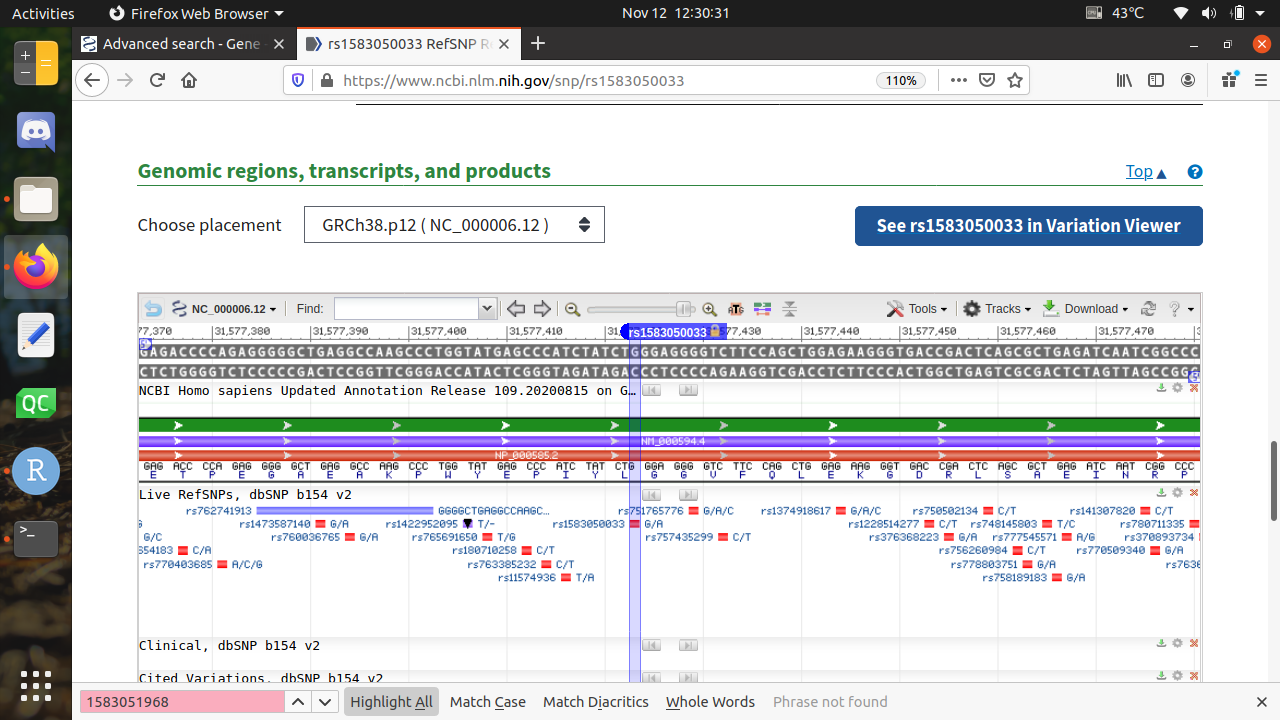 Activities Firefox Web Browser Nov 12 12:30:31 43°C
Advanced search - Gene rs1583050033 RefSNP R
https://www.ncbi.nlm.nih.gov/snp/rs1583050033 110%
Genomic regions, transcripts, and products Top
Choose placement GRCh38.p12 ( NC_000006.12 ) See rs1583050033 in Variation Viewer
NC_000006.12 Find: Tools Tracks Download
77,370 31,577,380 31,577,390 31,577,400 31,577,410 rs1583050033 77,430 31,577,440 31,577,450 31,577,460 31,577,470
GAGACCCCAGAGGGGGCTGAGGCCAAGCCCTGGTATGAGCCCATCTATCTGGGAGGGGTCTTCCAGCTGGAGAAGGGTGACCGACTCAGCGCTGAGATCAATCGGCCC
CTCTGGGGTCTCCCCCGACTCCGGTTCGGGACCATACTCGGGTAGATAGACCCTCCCCAGAAGGTCGACCTCTTCCCACTGGCTGAGTCGCGACTCTAGTTAGCCGGG
NCBI Homo sapiens Updated Annotation Release 109.20200815 on G…
NM_000594.4
NP_000585.2
GAG ACC CCA GAG GGG GCT GAG GCC AAG CCC TGG TAT GAG CCC ATC TAT CTG GGA GGG GTC TTC CAG CTG GAG AAG GGT GAC CGA CTC AGC GCT GAG ATC AAT CGG CCC
E T P E G A E A K P W Y E P I Y L G G V F Q L E K G D R L S A E I N R P
Live RefSNPs, dbSNP b154 v2
rs762741913 GGGGCTGAGGCCAAGC… rs751765776 G/A/C rs1374918617 G/A/C rs750502134 C/T rs141307820 C/T
rs1473587140 G/A rs1422952095 T/- rs1583050033 G/A rs1228514277 C/T rs748145803 T/C rs780711335
G/C rs760036765 G/A rs765691650 T/G rs757435299 C/T rs376368223 G/A rs777545571 A/G rs370893734
654183 C/A rs180710258 C/T rs756260984 C/T rs770509340 G/A
rs770403685 A/C/G rs763385232 C/T rs778803751 G/A rs763
rs11574936 T/A rs758189183 G/A
Clinical, dbSNP b154 v2
Cited Variations, dbSNP b154 v2
1583051968 Highlight All Match Case Match Diacritics Whole Words Phrase not found